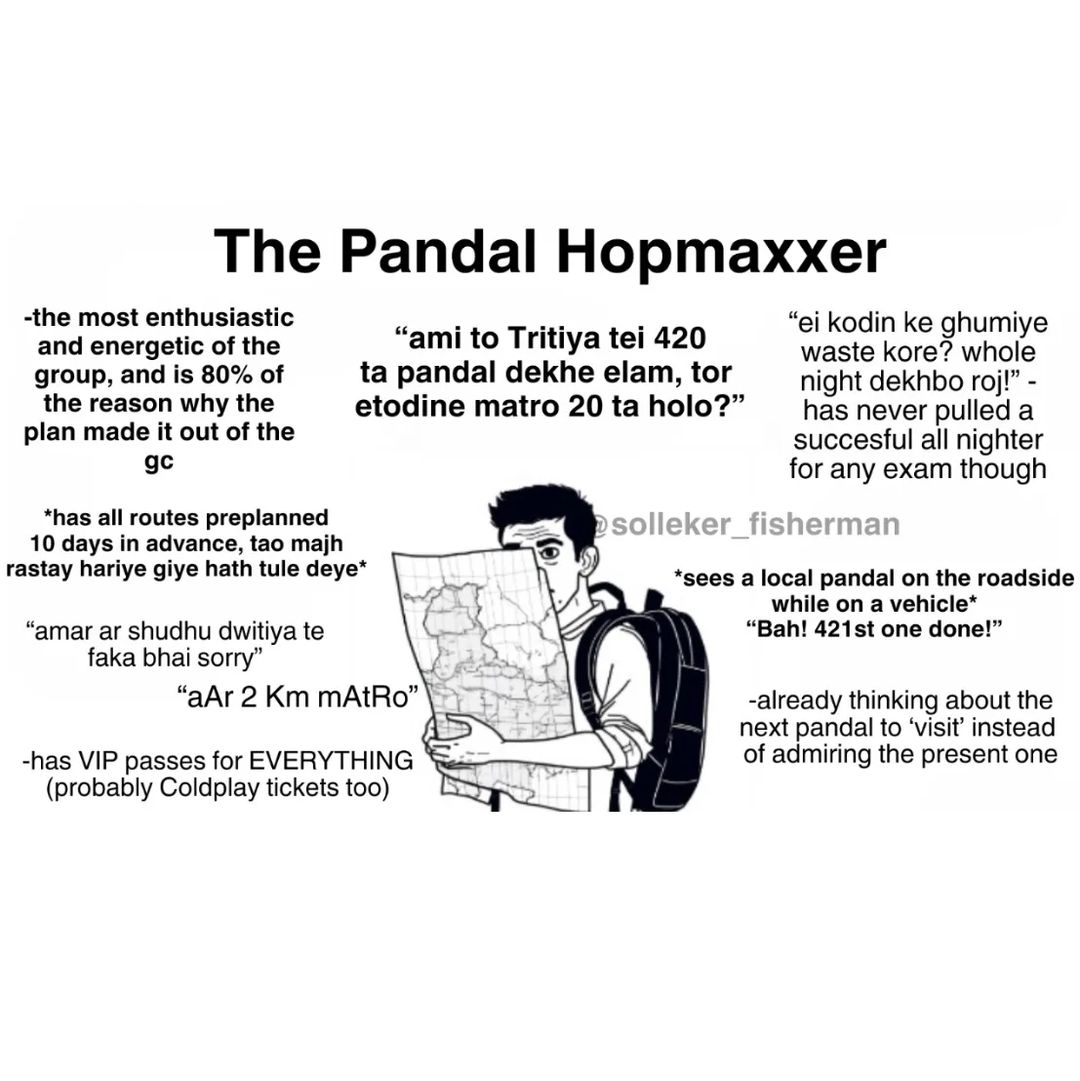 The Pandal Hopmaxxer
-the most enthusiastic
and energetic of the
group, and is 80% of
the reason why the
plan made it out of the
gc
“ami to Tritiya tei 420
ta pandal dekhe elam, tor
etodine matro 20 ta holo?”
“ei kodin ke ghumiye
waste kore? whole
night dekhbo roj!” -
has never pulled a
succesful all nighter
for any exam though
*has all routes preplanned
10 days in advance, tao majh
rastay hariye giye hath tule deye*
@solleker_fisherman
*sees a local pandal on the roadside
while on a vehicle*
“Bah! 421st one done!”
“amar ar shudhu dwitiya te
faka bhai sorry”
“aAr 2 Km mAtRo”
-already thinking about the
next pandal to ‘visit’ instead
of admiring the present one
-has VIP passes for EVERYTHING
(probably Coldplay tickets too)